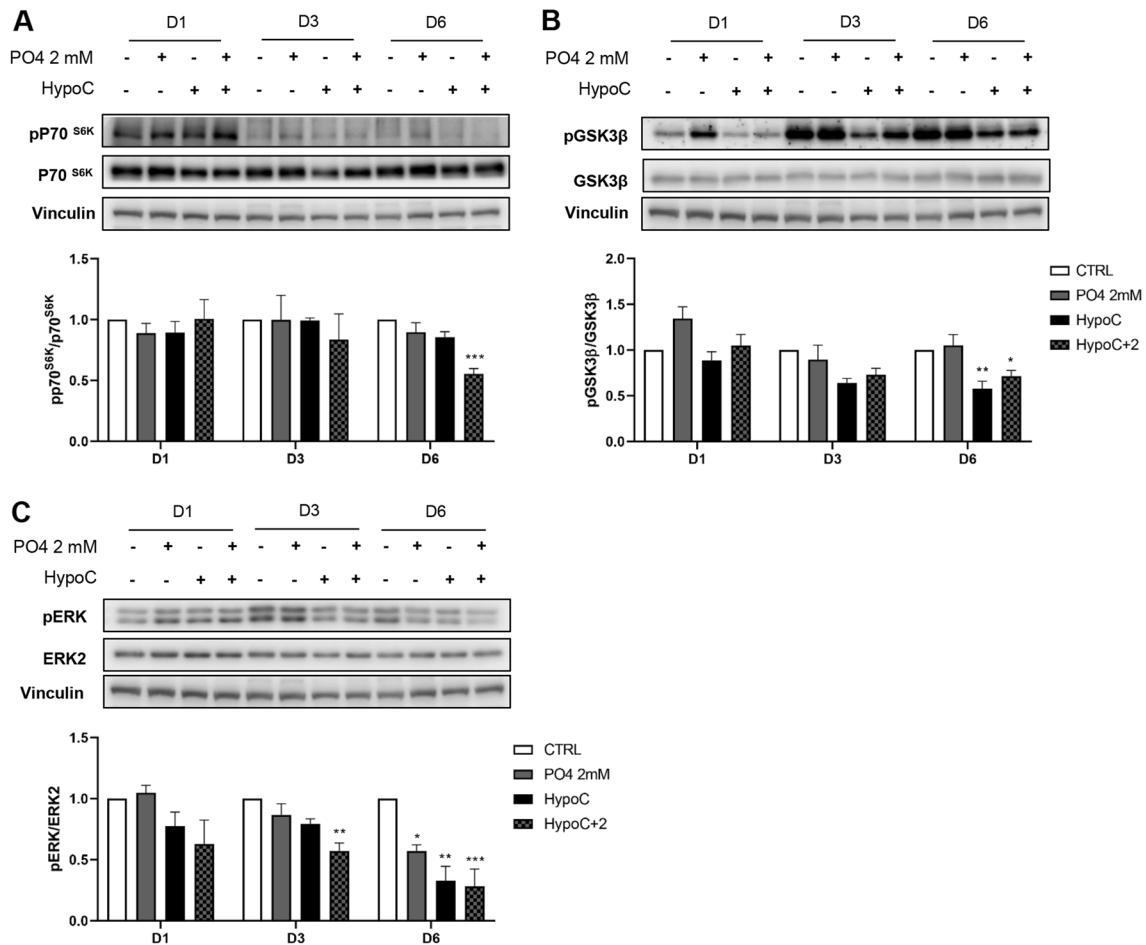 A
D1 D3 D6
PO4 2 mM - + - + - + - + - + - +
HypoC - - + + - - + + - - + +
pP70 S6K
P70 S6K
Vinculin
pp70S6K/p70S6K
1.5
1.0
0.5
0.0
***
D1 D3 D6
B
D1 D3 D6
- + - + - + - + - + - +
- - + + - - + + - - + +
pGSK3β
GSK3β
Vinculin
pGSK3β/GSK3β
2.0
1.5
1.0
0.5
0.0
** *
D1 D3 D6
CTRL
PO4 2mM
HypoC
HypoC+2
C
D1 D3 D6
PO4 2 mM - + - + - + - + - + - +
HypoC - - + + - - + + - - + +
pERK
ERK2
Vinculin
pERK/ERK2
1.5
1.0
0.5
0.0
** * ** ***
D1 D3 D6
CTRL
PO4 2mM
HypoC
HypoC+2